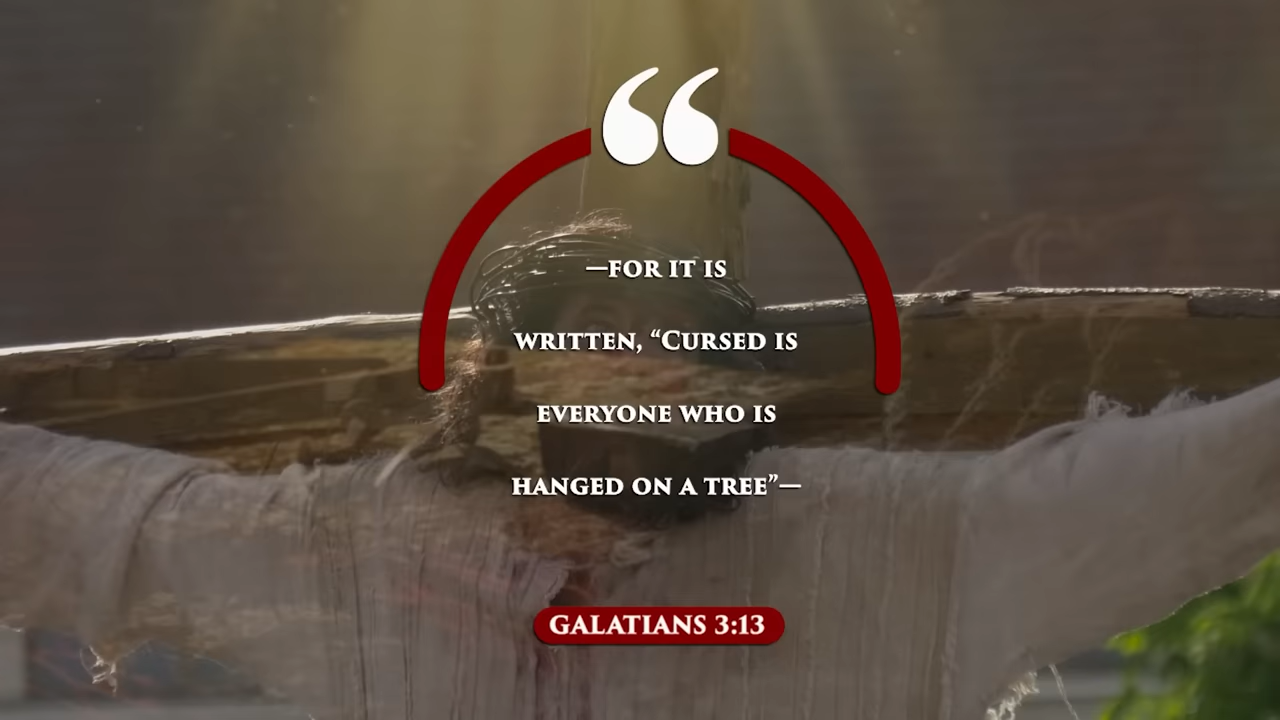 “
—FOR IT IS
WRITTEN, “CURSED IS
EVERYONE WHO IS
HANGED ON A TREE”—
GALATIANS 3:13